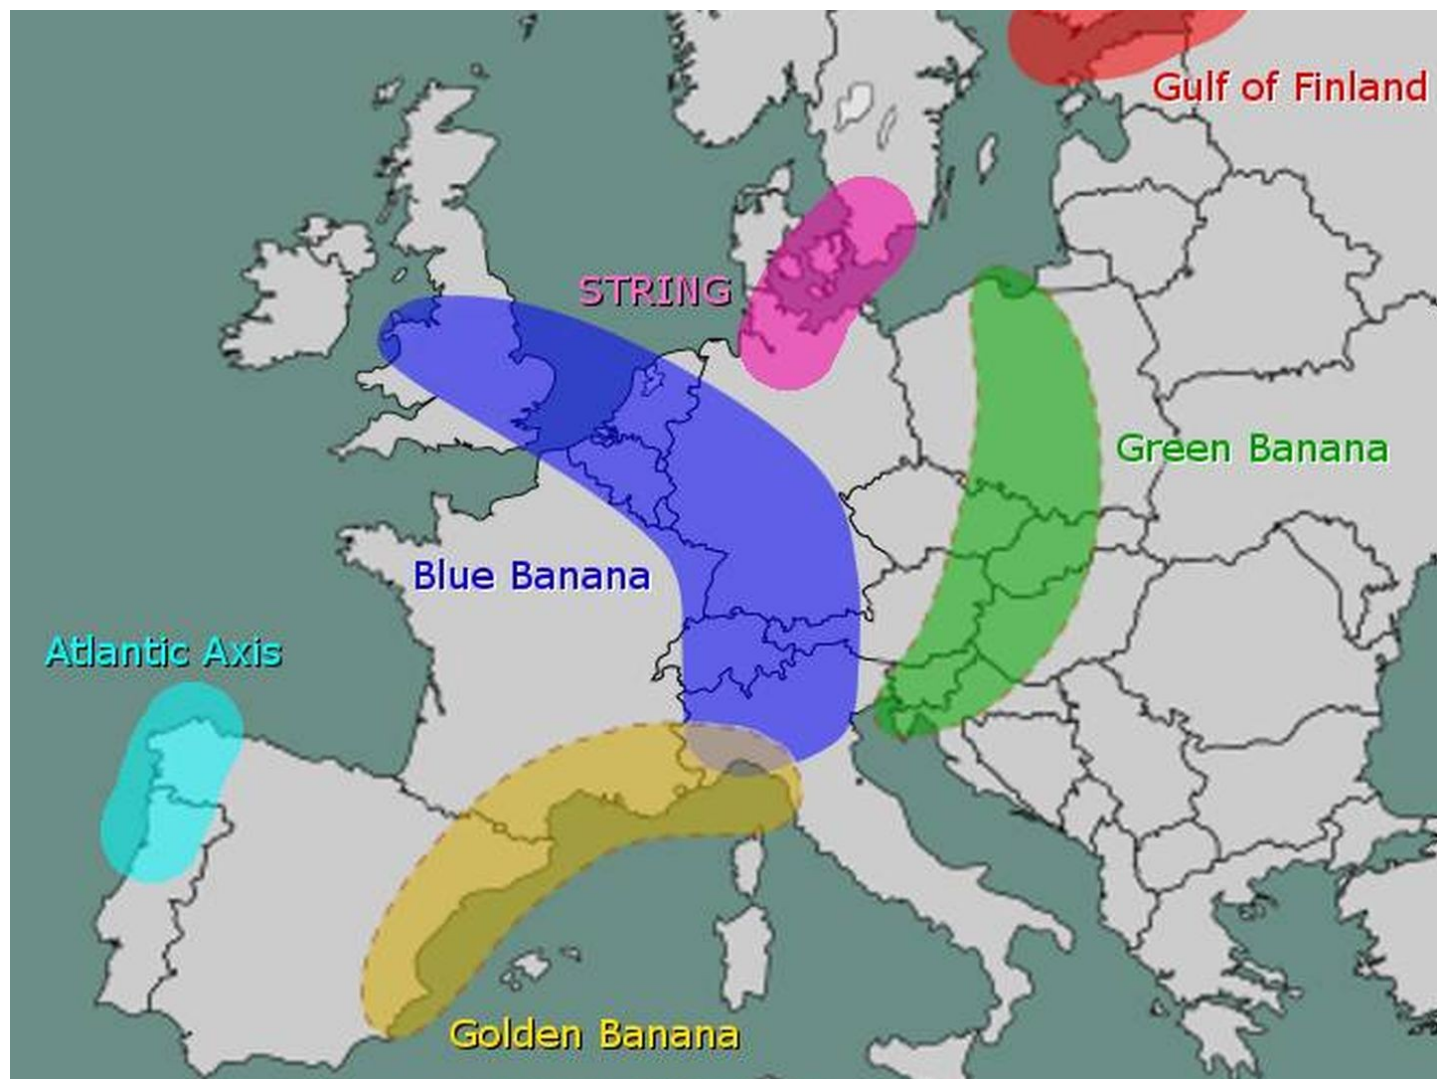 Gulf of Finland
STRING
Green Banana
Blue Banana
Atlantic Axis
Golden Banana